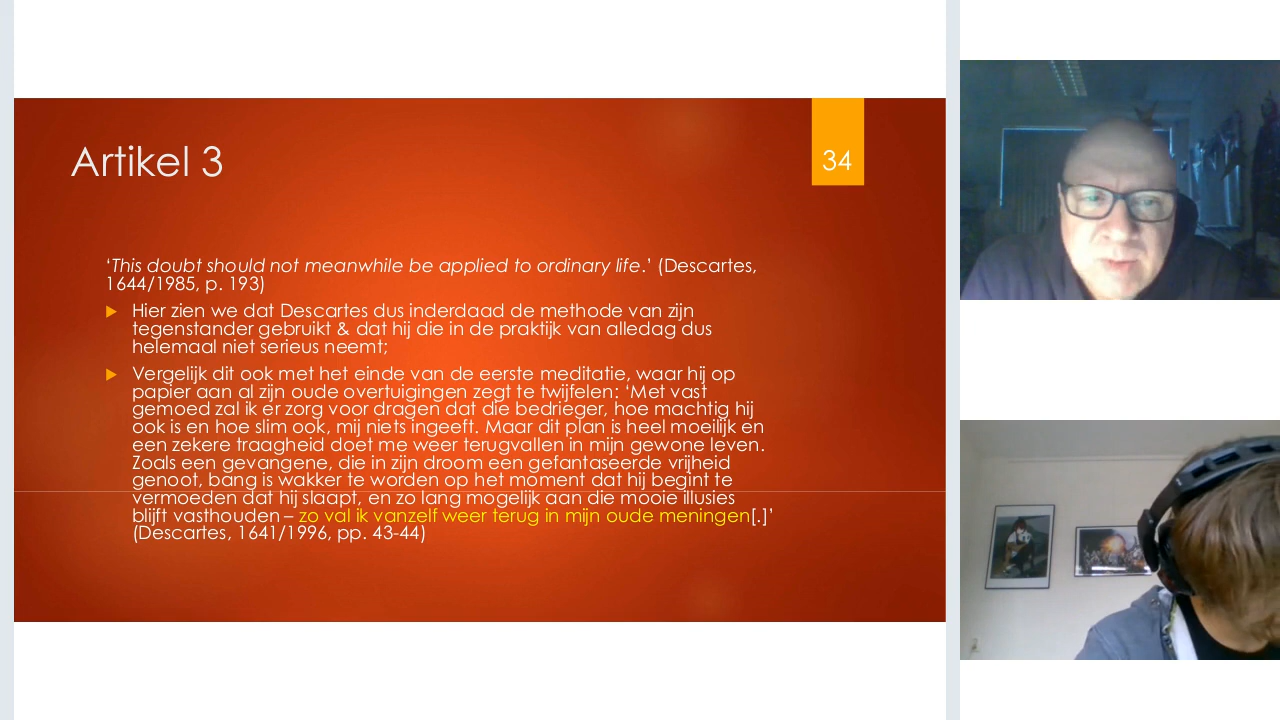 Artikel 3
34
‘This doubt should not meanwhile be applied to ordinary life.’ (Descartes,
1644/1985, p. 193)
Hier zien we dat Descartes dus inderdaad de methode van zijn
tegenstander gebruikt & dat hij die in de praktijk van alledag dus
helemaal niet serieus neemt;
Vergelijk dit ook met het einde van de eerste meditatie, waar hij op
papier aan al zijn oude overtuigingen zegt te twijfelen: ‘Met vast
gemoed zal ik er zorg voor dragen dat die bedrieger, hoe machtig hij
ook is en hoe slim ook, mij niets ingeeft. Maar dit plan is heel moeilijk en
een zekere traagheid doet me weer terugvallen in mijn gewone leven.
Zoals een gevangene, die in zijn droom een gefantaseerde vrijheid
genoot, bang is wakker te worden op het moment dat hij begint te
vermoeden dat hij slaapt, en zo lang mogelijk aan die mooie illusies
blijft vasthouden – zo val ik vanzelf weer terug in mijn oude meningen[.]’
(Descartes, 1641/1996, pp. 43-44)